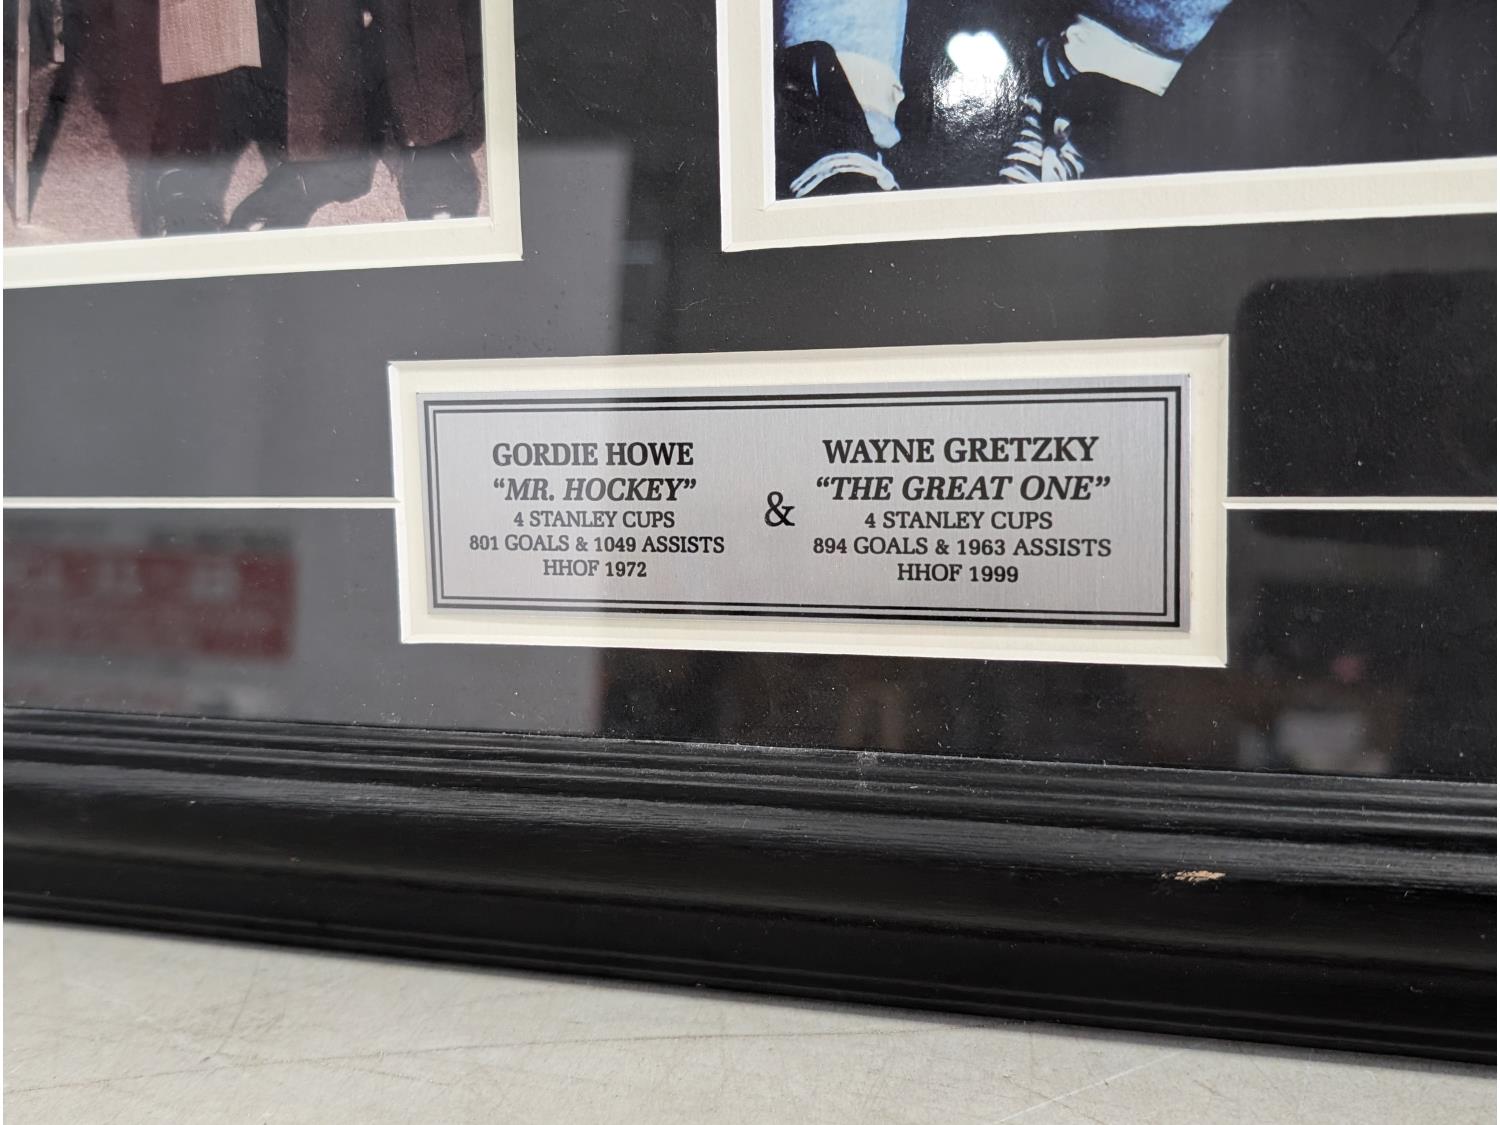 GORDIE HOWE
"MR. HOCKEY"
4 STANLEY CUPS
801 GOALS & 1049 ASSISTS
HHOF 1972
&
WAYNE GRETZKY
"THE GREAT ONE"
4 STANLEY CUPS
894 GOALS & 1963 ASSISTS
HHOF 1999